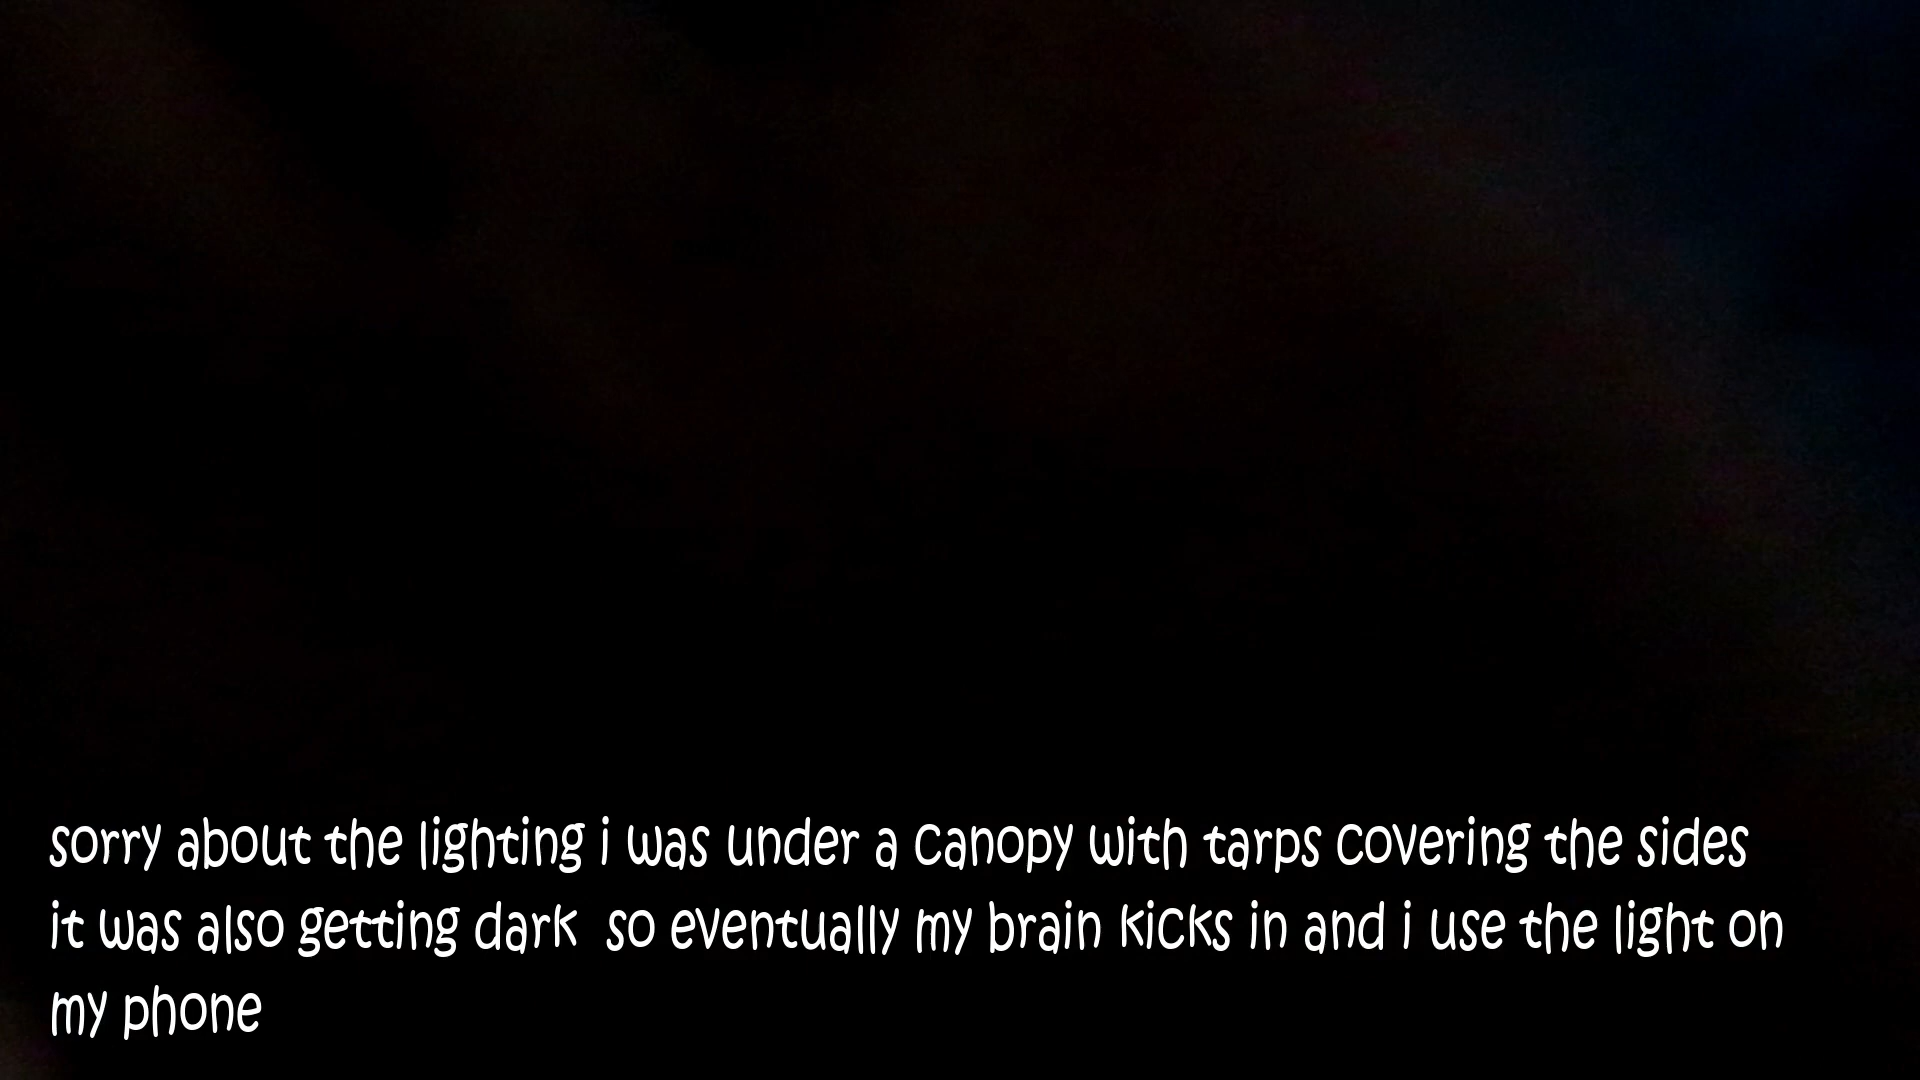 sorry about the lighting i was under a canopy with tarps covering the sides
it was also getting dark  so eventually my brain kicks in and i use the light on
my phone